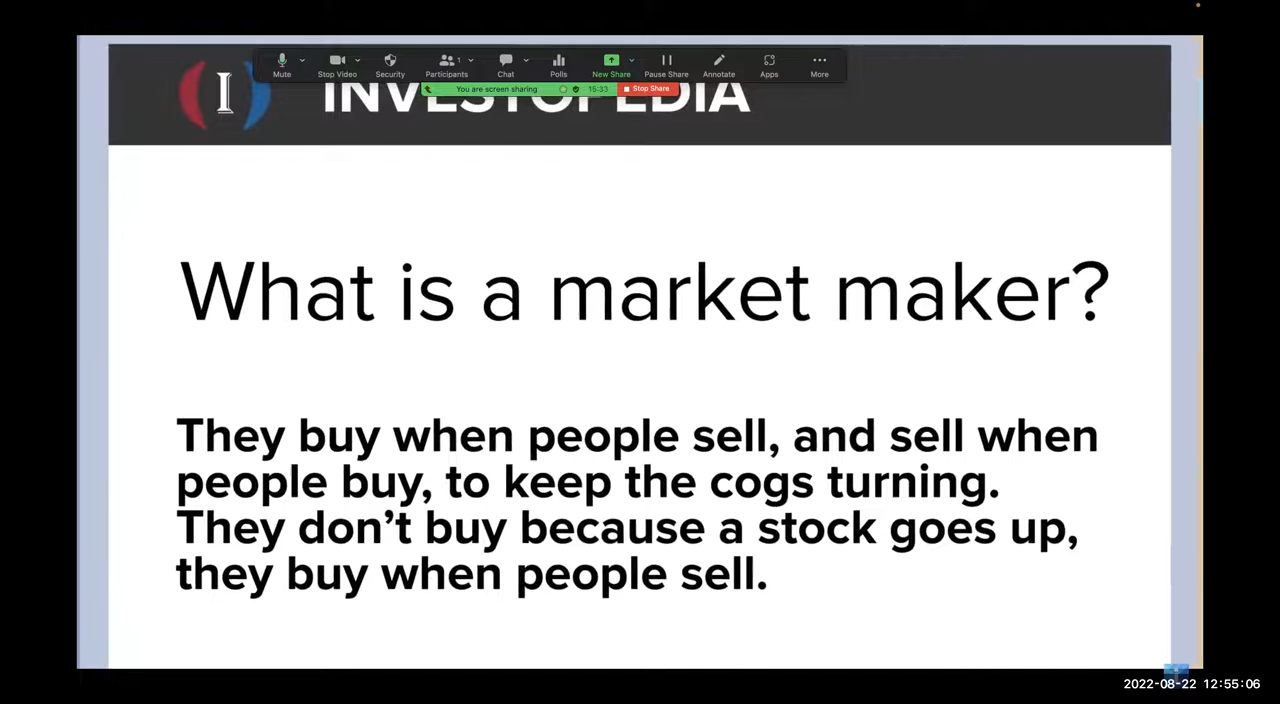 Mute
Stop Video
Security
Participants
1
Chat
Polls
New Share
Pause Share
Annotate
Apps
More
You are screen sharing
15:33
Stop Share
I
INVESTOPEDIA
What is a market maker?
They buy when people sell, and sell when
people buy, to keep the cogs turning.
They don't buy because a stock goes up,
they buy when people sell.
2022-08-22 12:55:06